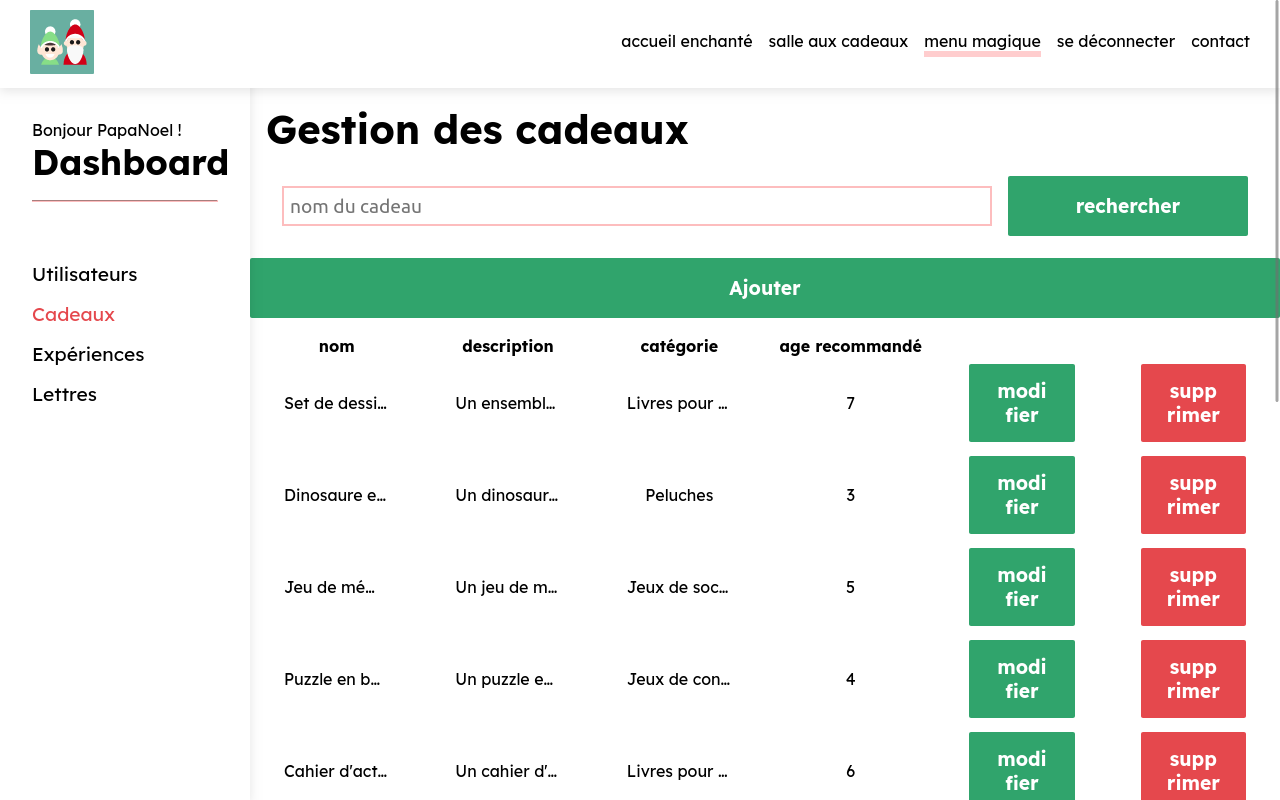 accueil enchanté salle aux cadeaux menu magique se déconnecter contact
Bonjour PapaNoel !
Dashboard
Utilisateurs
Cadeaux
Expériences
Lettres
Gestion des cadeaux
nom du cadeau
rechercher
Ajouter
nom description catégorie age recommandé
Set de dessi... Un ensembl... Livres pour ... 7
modi
fier
supp
rimer
Dinosaure e... Un dinosaur... Peluches 3
modi
fier
supp
rimer
Jeu de mé... Un jeu de m... Jeux de soc... 5
modi
fier
supp
rimer
Puzzle en b... Un puzzle e... Jeux de con... 4
modi
fier
supp
rimer
Cahier d'act... Un cahier d'... Livres pour ... 6
modi
fier
supp
rimer